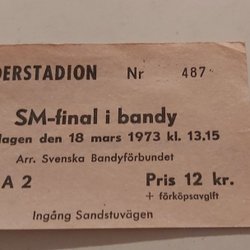 DERSTADION Nr 487
SM-final i bandy
dagen den 18 mars 1973 kl. 13.15
Arr. Svenska Bandyförbundet
A 2 Pris 12 kr.
+ förköpsavgift
Ingång Sandstuvägen